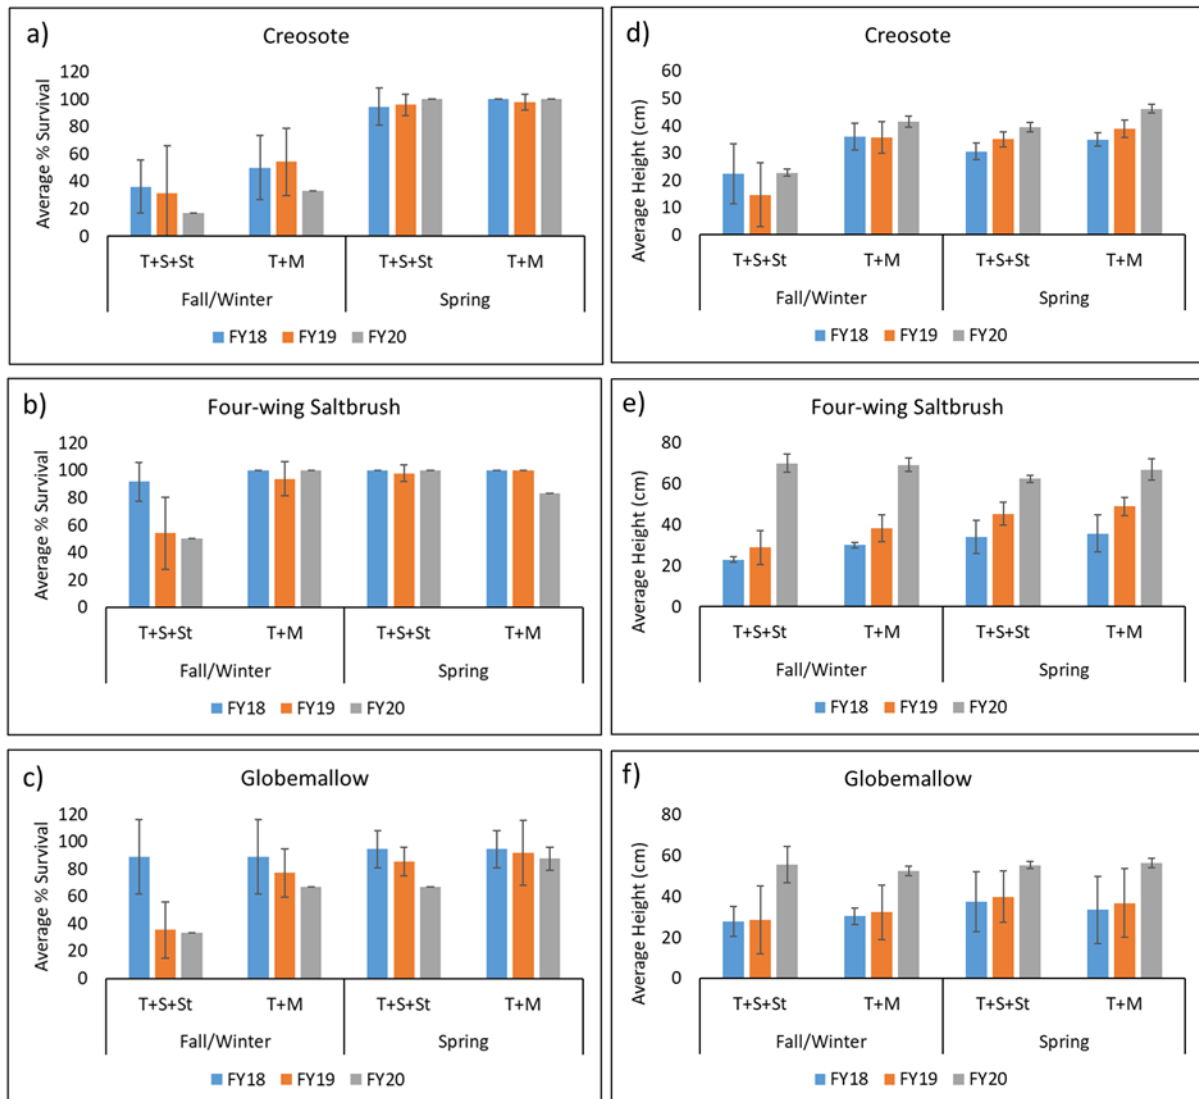 a)
Creosote
Average % Survival
120
100
80
60
40
20
0
T+S+St T+M T+S+St T+M
Fall/Winter Spring
FY18 FY19 FY20
d)
Creosote
Average Height (cm)
60
50
40
30
20
10
0
T+S+St T+M T+S+St T+M
Fall/Winter Spring
FY18 FY19 FY20
b)
Four-wing Saltbrush
Average % Survival
120
100
80
60
40
20
0
T+S+St T+M T+S+St T+M
Fall/Winter Spring
FY18 FY19 FY20
e)
Four-wing Saltbrush
Average Height (cm)
80
60
40
20
0
T+S+St T+M T+S+St T+M
Fall/Winter Spring
FY18 FY19 FY20
c)
Globemallow
Average % Survival
120
100
80
60
40
20
0
T+S+St T+M T+S+St T+M
Fall/Winter Spring
FY18 FY19 FY20
f)
Globemallow
Average Height (cm)
80
60
40
20
0
T+S+St T+M T+S+St T+M
Fall/Winter Spring
FY18 FY19 FY20